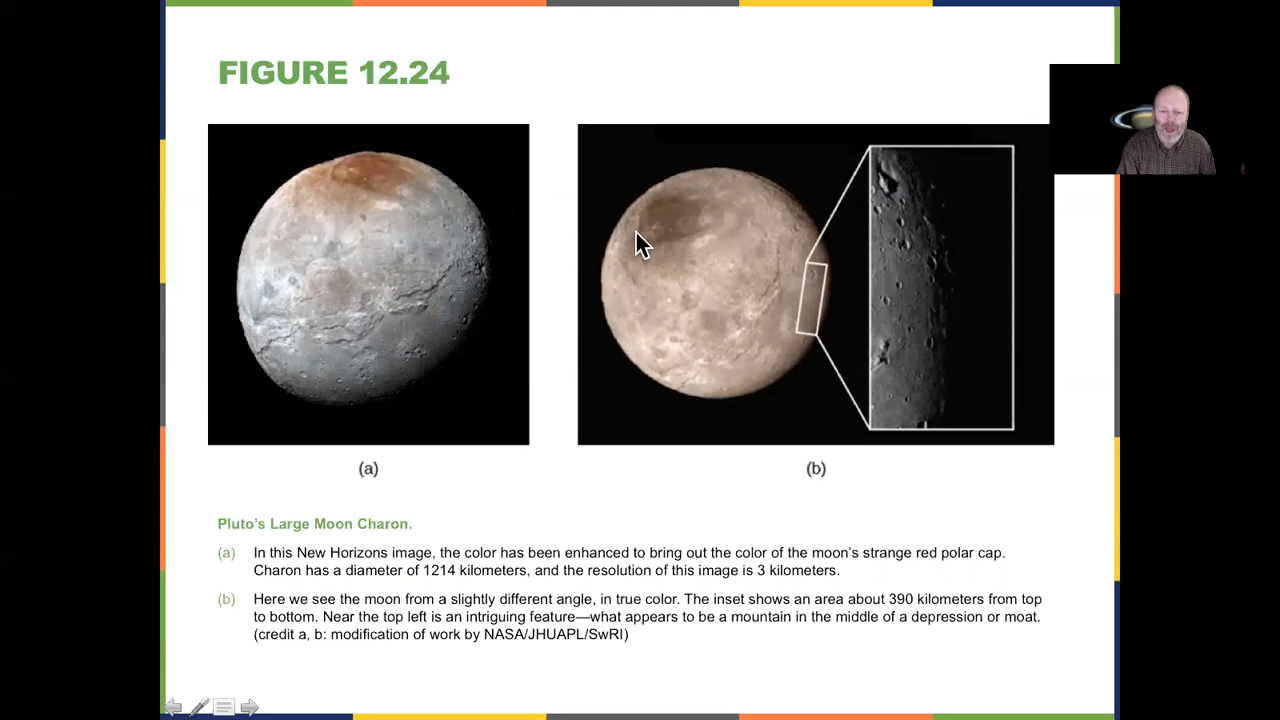 FIGURE 12.24
(a)
(b)
Pluto's Large Moon Charon.
(a) In this New Horizons image, the color has been enhanced to bring out the color of the moon's strange red polar cap.
Charon has a diameter of 1214 kilometers, and the resolution of this image is 3 kilometers.
(b) Here we see the moon from a slightly different angle, in true color. The inset shows an area about 390 kilometers from top
to bottom. Near the top left is an intriguing feature—what appears to be a mountain in the middle of a depression or moat.
(credit a, b: modification of work by NASA/JHUAPL/SwRI)